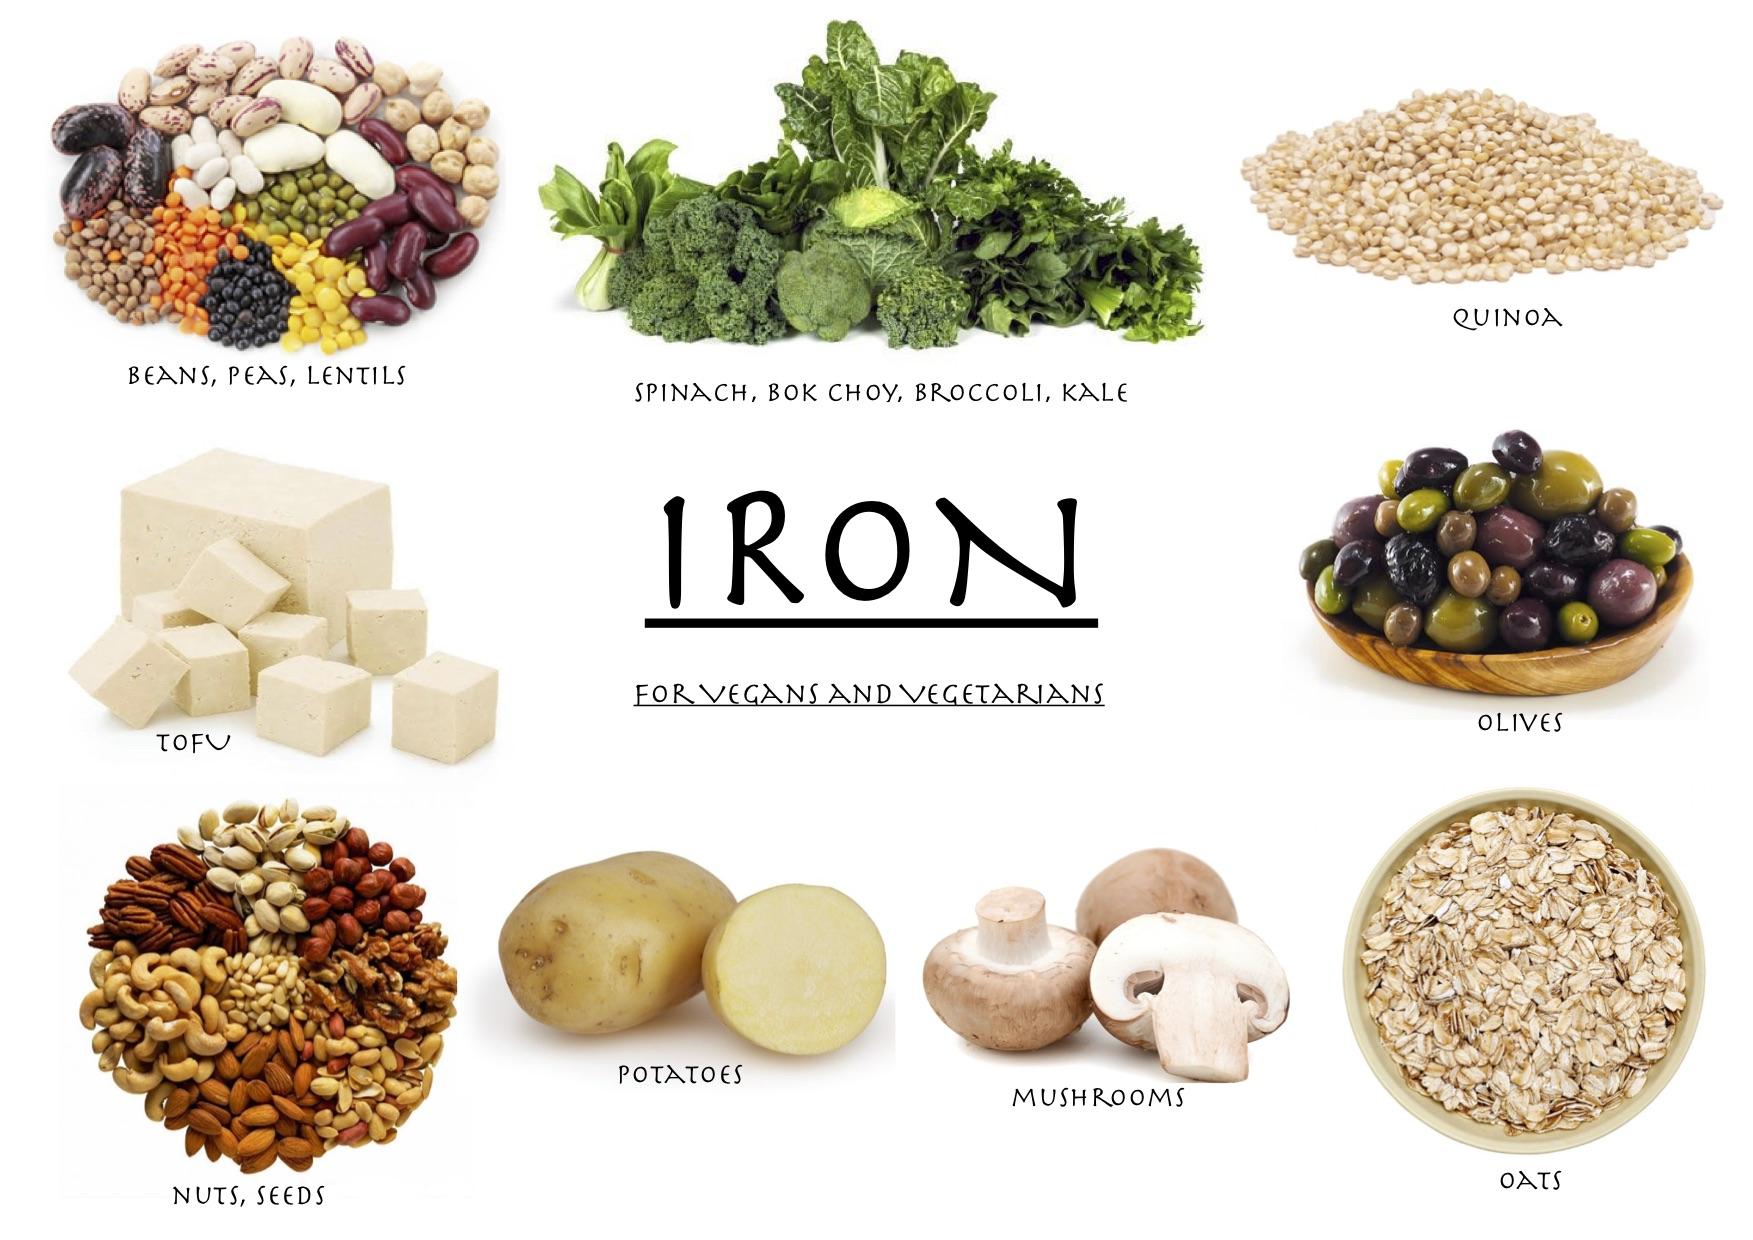 BEANS, PEAS, LENTILS
SPINACH, BOK CHOY, BROCCOLI, KALE
QUINOA
TOFU
IRON
FOR VEGANS AND VEGETARIANS
OLIVES
NUTS, SEEDS
POTATOES
MUSHROOMS
OATS